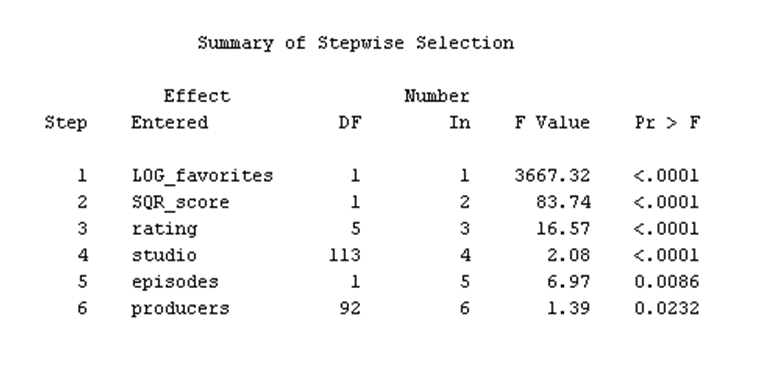 Summary of Stepwise Selection
Effect Number
Step Entered DF In F Value Pr > F
1 LOG_favorites 1 1 3667.32 <.0001
2 SQR_score 1 2 83.74 <.0001
3 rating 5 3 16.57 <.0001
4 studio 113 4 2.08 <.0001
5 episodes 1 5 6.97 0.0086
6 producers 92 6 1.39 0.0232